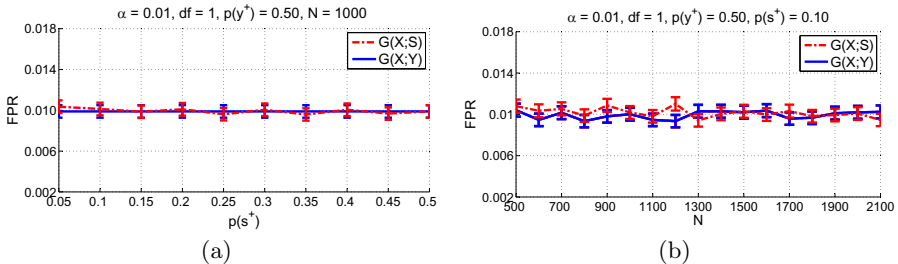 α = 0.01, df = 1, p(y⁺) = 0.50, N = 1000
0.018
0.014
0.010
0.006
0.002
FPR
G(X;S)
G(X;Y)
0.05 0.1 0.15 0.2 0.25 0.3 0.35 0.4 0.45 0.5
p(s⁺)
(a)
α = 0.01, df = 1, p(y⁺) = 0.50, p(s⁺) = 0.10
0.018
0.014
0.01
0.006
0.002
FPR
G(X;S)
G(X;Y)
500 700 900 1100 1300 1500 1700 1900 2100
N
(b)